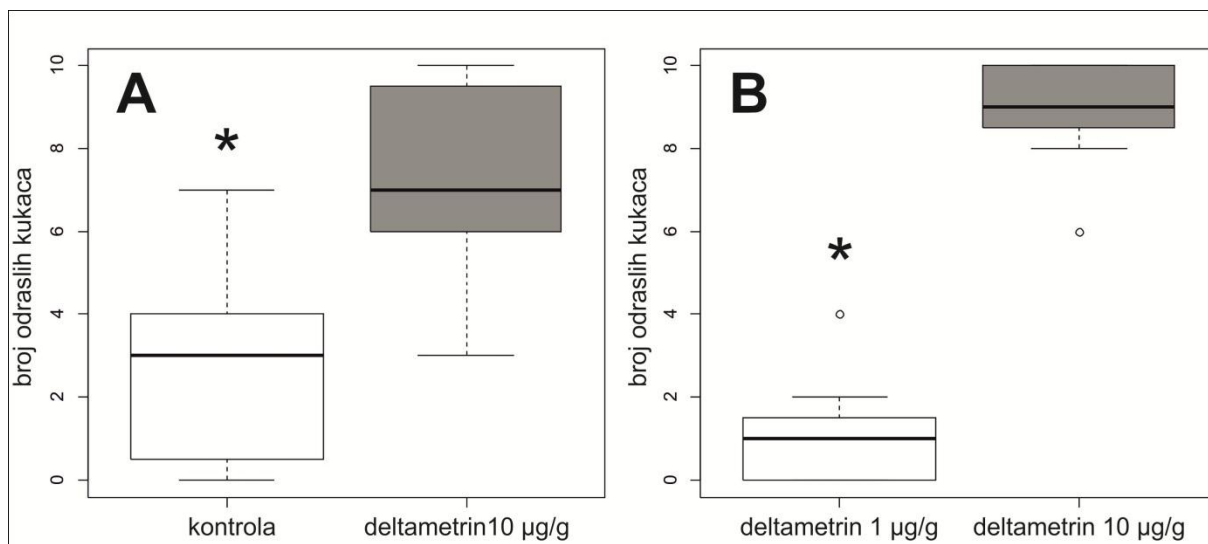 A
B
*
*
broj odraslih kukaca
10
8
6
4
2
0
kontrola
deltametrin10 µg/g
broj odraslih kukaca
10
8
6
4
2
0
deltametrin 1 µg/g
deltametrin 10 µg/g